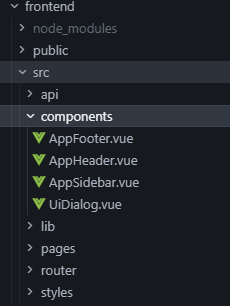 frontend
node_modules
public
src
api
components
AppFooter.vue
AppHeader.vue
AppSidebar.vue
UiDialog.vue
lib
pages
router
styles